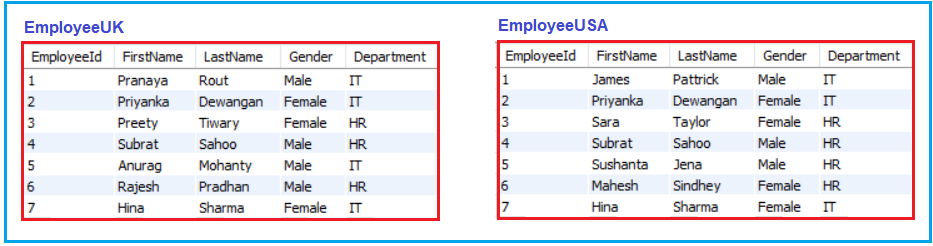 EmployeeUK
EmployeeId FirstName LastName Gender Department
1 Pranaya Rout Male IT
2 Priyanka Dewangan Female IT
3 Preety Tiwary Female HR
4 Subrat Sahoo Male HR
5 Anurag Mohanty Male IT
6 Rajesh Pradhan Male HR
7 Hina Sharma Female IT
EmployeeUSA
EmployeeId FirstName LastName Gender Department
1 James Pattrick Male IT
2 Priyanka Dewangan Female IT
3 Sara Taylor Female HR
4 Subrat Sahoo Male HR
5 Sushanta Jena Male HR
6 Mahesh Sindhey Female HR
7 Hina Sharma Female IT